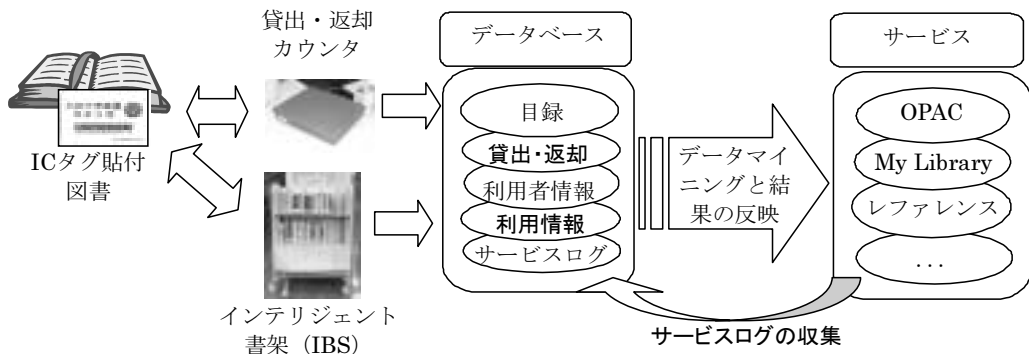 貸出・返却
カウンタ
データベース
サービス
ICタグ貼付
図書
目録
貸出・返却
利用者情報
利用情報
サービスログ
データマイ
ニングと結
果の反映
OPAC
My Library
レファレンス
...
インテリジェント
書架（IBS）
サービスログの収集